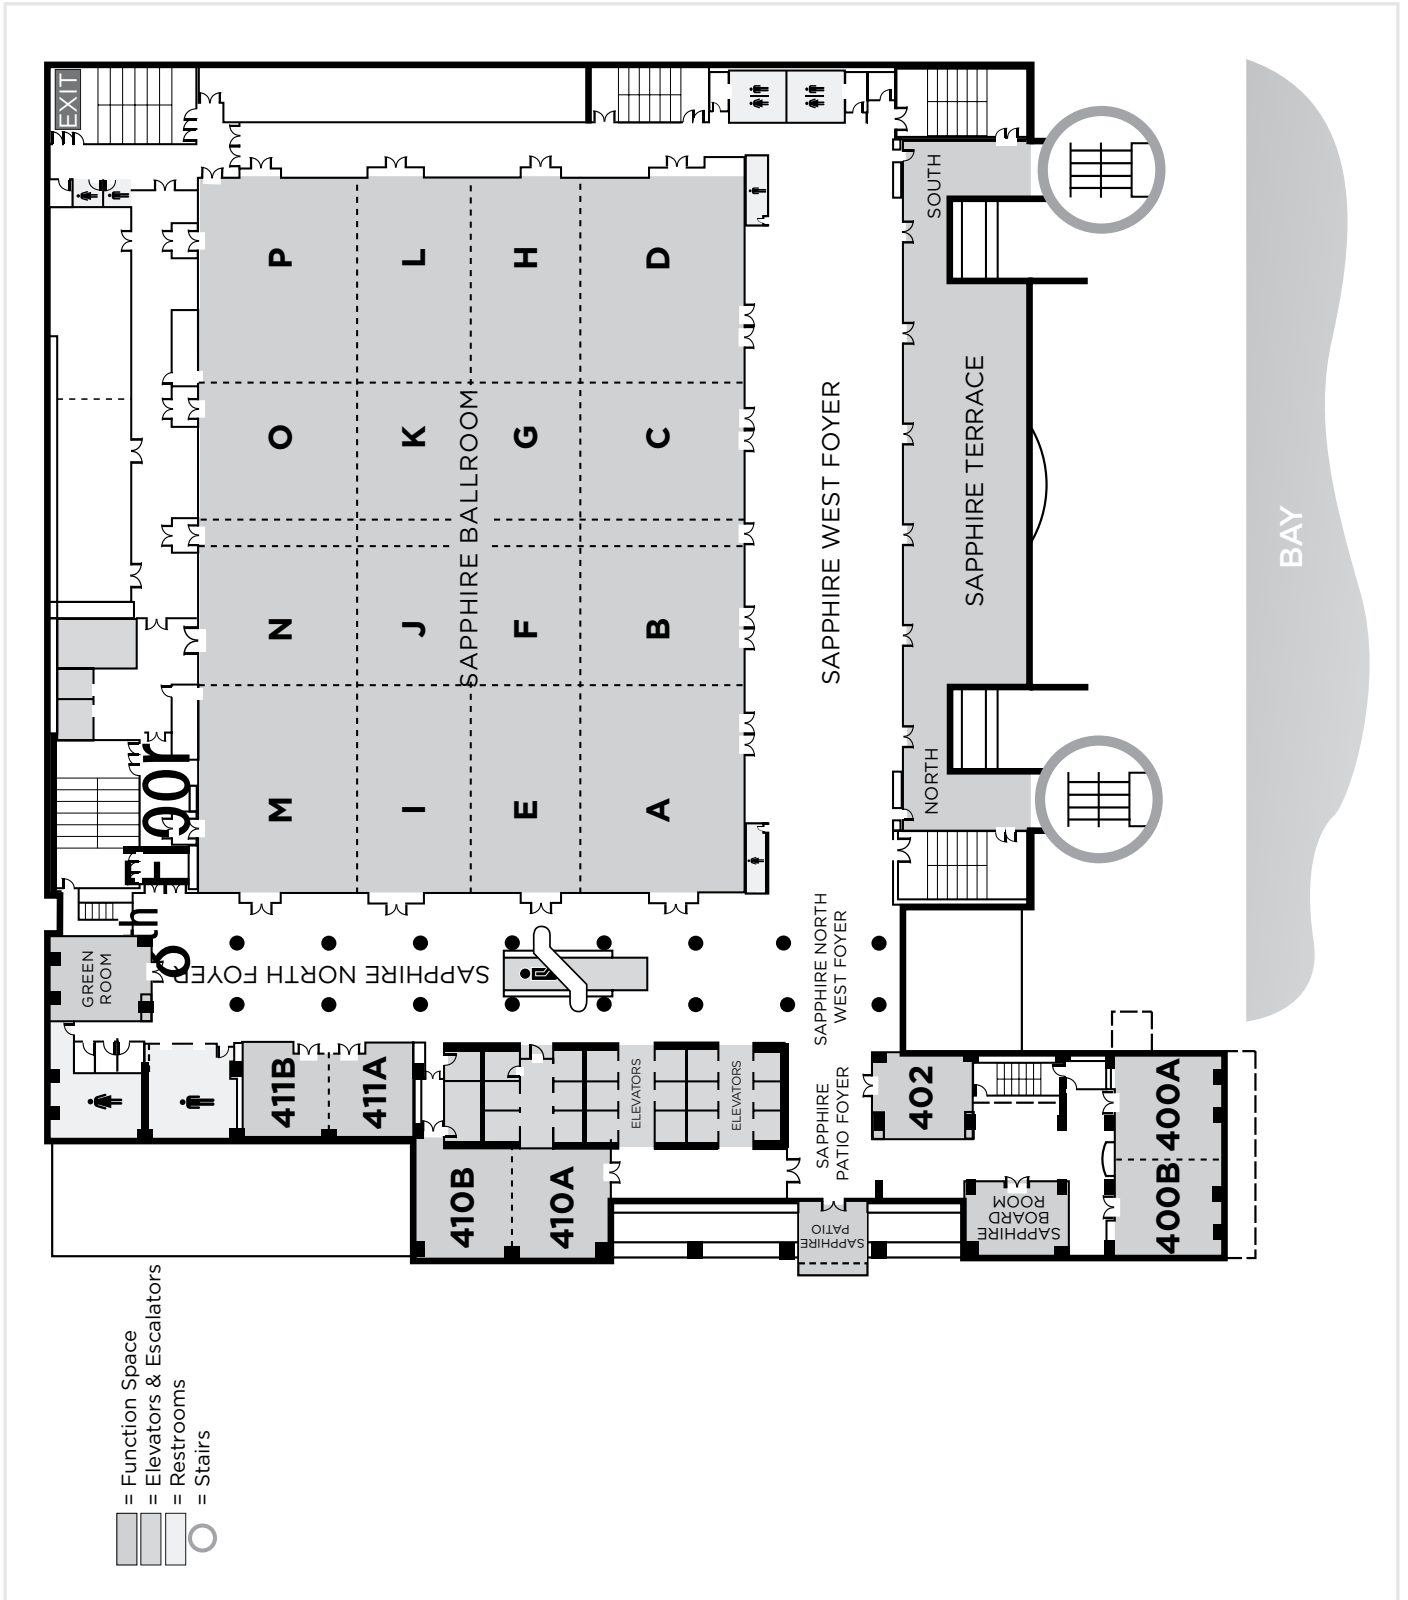 EXIT
P
L
H
D
O
K
G
C
SAPPHIRE BALLROOM
N
J
F
B
M
I
E
A
SOUTH
SAPPHIRE WEST FOYER
SAPPHIRE TERRACE
NORTH
BAY
GREEN
ROOM
SAPPHIRE NORTH FOYER
SAPPHIRE NORTH
WEST FOYER
411B
411A
410B
410A
ELEVATORS
ELEVATORS
SAPPHIRE
PATIO FOYER
SAPPHIRE
PATIO
402
SAPPHIRE
BOARD
ROOM
400B
400A
= Function Space
= Elevators & Escalators
= Restrooms
= Stairs